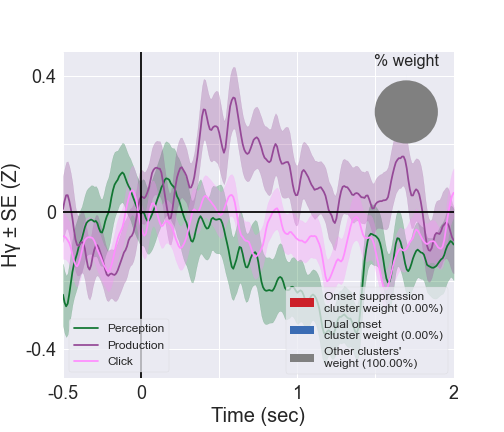 % weight
0.4
0
-0.4
Hγ ± SE (Z)
Perception
Production
Click
Onset suppression
cluster weight (0.00%)
Dual onset
cluster weight (0.00%)
Other clusters'
weight (100.00%)
-0.5
0
1
2
Time (sec)